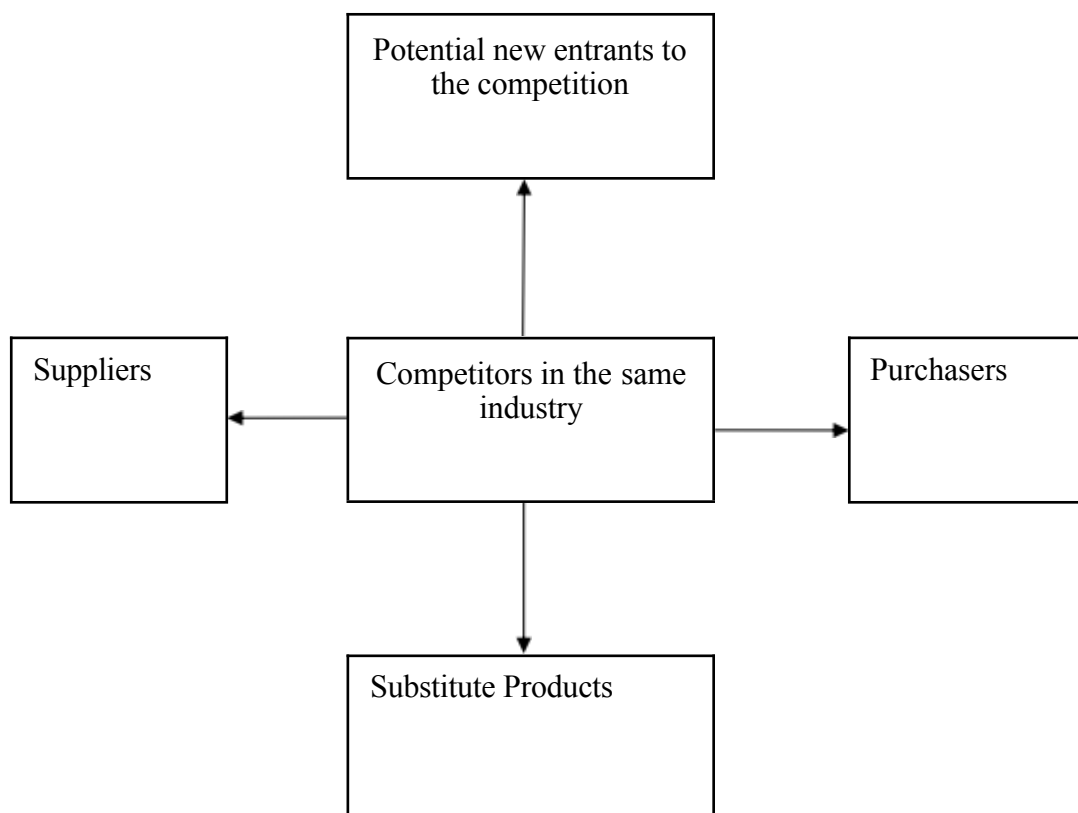 Potential new entrants to
the competition
Suppliers
Competitors in the same
industry
Purchasers
Substitute Products